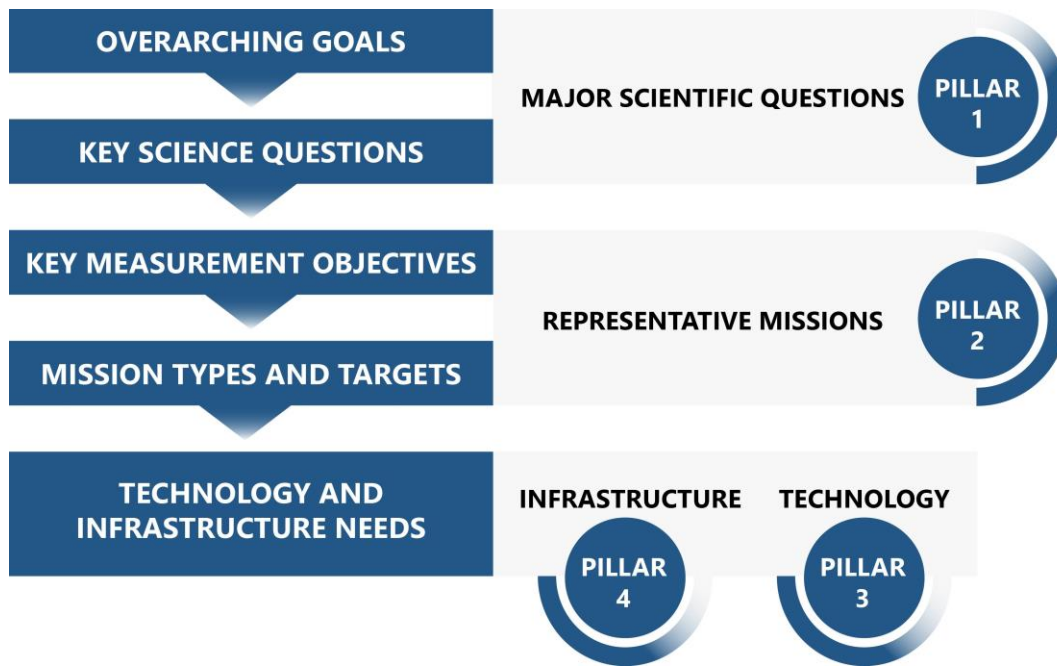 OVERARCHING GOALS
MAJOR SCIENTIFIC QUESTIONS
PILLAR
1
KEY SCIENCE QUESTIONS
KEY MEASUREMENT OBJECTIVES
REPRESENTATIVE MISSIONS
PILLAR
2
MISSION TYPES AND TARGETS
TECHNOLOGY AND
INFRASTRUCTURE NEEDS
INFRASTRUCTURE
PILLAR
4
TECHNOLOGY
PILLAR
3